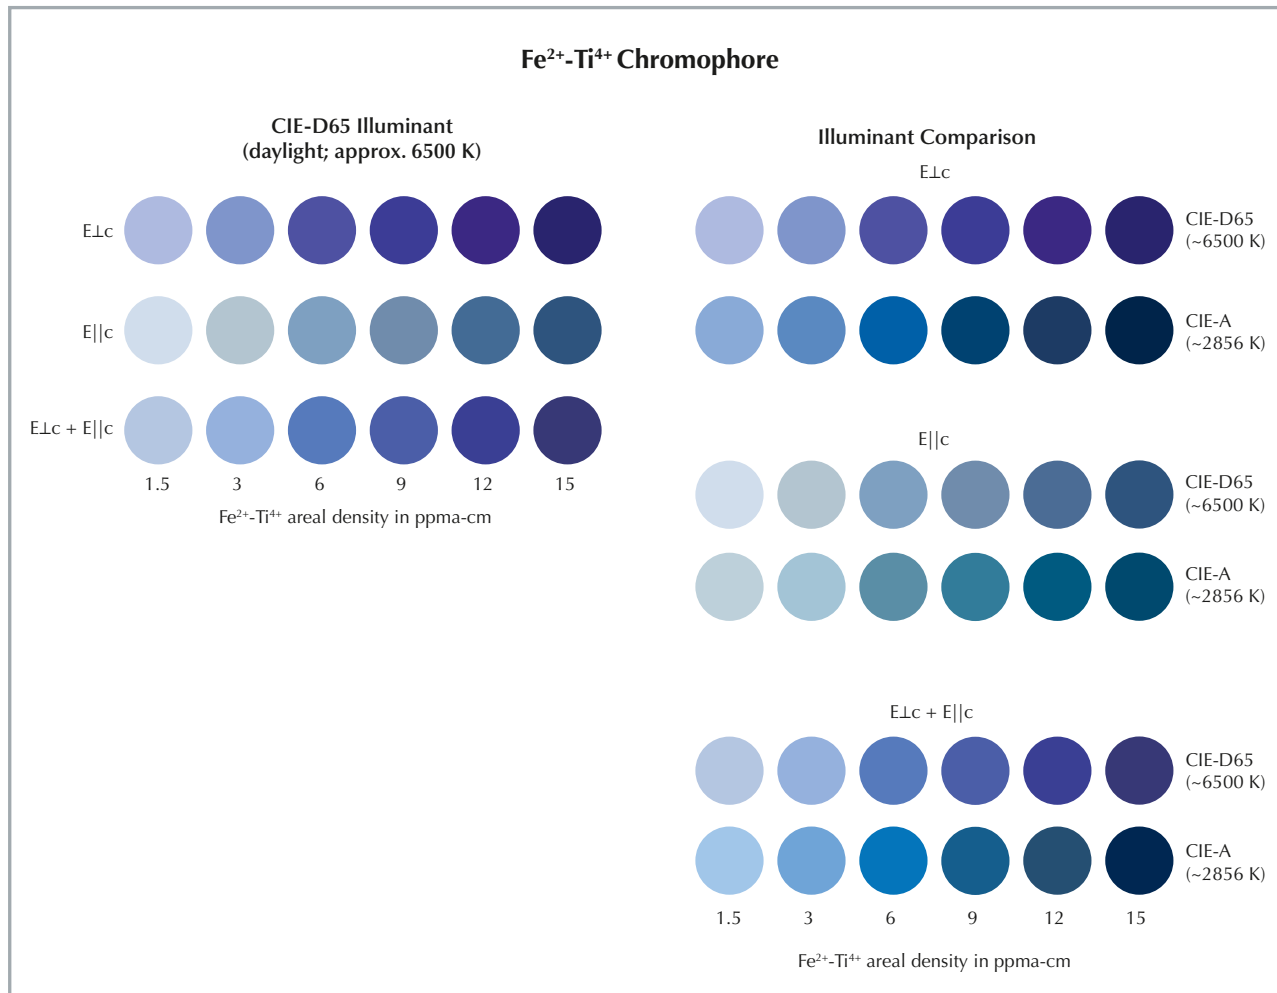 Fe²⁺-Ti⁴⁺ Chromophore
CIE-D65 Illuminant
(daylight; approx. 6500 K)
E⊥c
E||c
E⊥c + E||c
1.5 3 6 9 12 15
Fe²⁺-Ti⁴⁺ areal density in ppma-cm
Illuminant Comparison
E⊥c
CIE-D65
(~6500 K)
CIE-A
(~2856 K)
E||c
CIE-D65
(~6500 K)
CIE-A
(~2856 K)
E⊥c + E||c
CIE-D65
(~6500 K)
CIE-A
(~2856 K)
1.5 3 6 9 12 15
Fe²⁺-Ti⁴⁺ areal density in ppma-cm